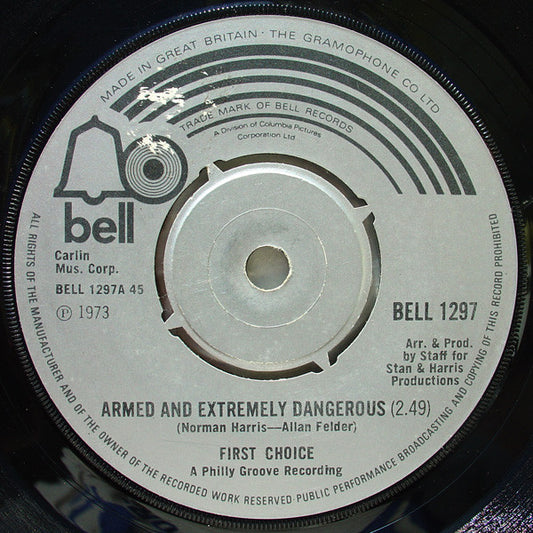 MADE IN GREAT BRITAIN · THE GRAMOPHONE CO LTD
TRADE MARK OF BELL RECORDS
A Division of Columbia Pictures
Corporation Ltd.
bell
Carlin
Mus. Corp.
BELL 1297A 45
Ⓟ 1973
BELL 1297
Arr. & Prod.
by Staff for
Stan & Harris
Productions
ARMED AND EXTREMELY DANGEROUS (2.49)
(Norman Harris—Allan Felder)
FIRST CHOICE
A Philly Groove Recording
ALL RIGHTS OF THE MANUFACTURER AND OF THE OWNER OF THE RECORDED WORK RESERVED·PUBLIC PERFORMANCE BROADCASTING AND COPYING OF THIS RECORD PROHIBITED